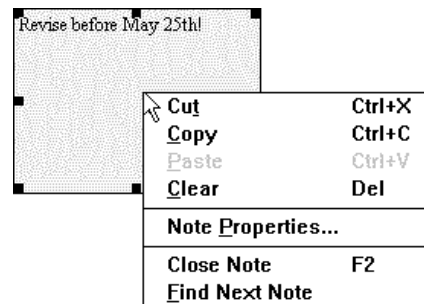 Revise before May 25th!
Cut Ctrl+X
Copy Ctrl+C
Paste Ctrl+V
Clear Del
Note Properties...
Close Note F2
Find Next Note